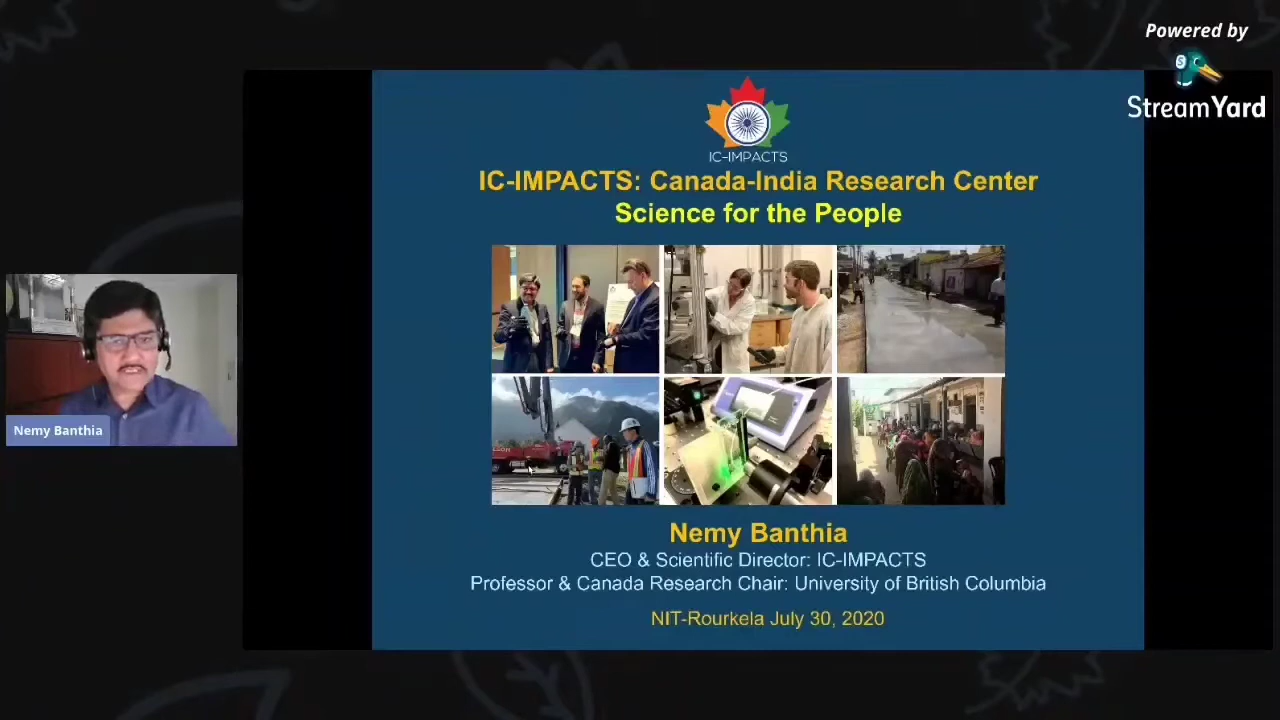 Powered by
StreamYard
IC-IMPACTS
IC-IMPACTS: Canada-India Research Center
Science for the People
Nemy Banthia
Nemy Banthia
CEO & Scientific Director: IC-IMPACTS
Professor & Canada Research Chair: University of British Columbia
NIT-Rourkela July 30, 2020